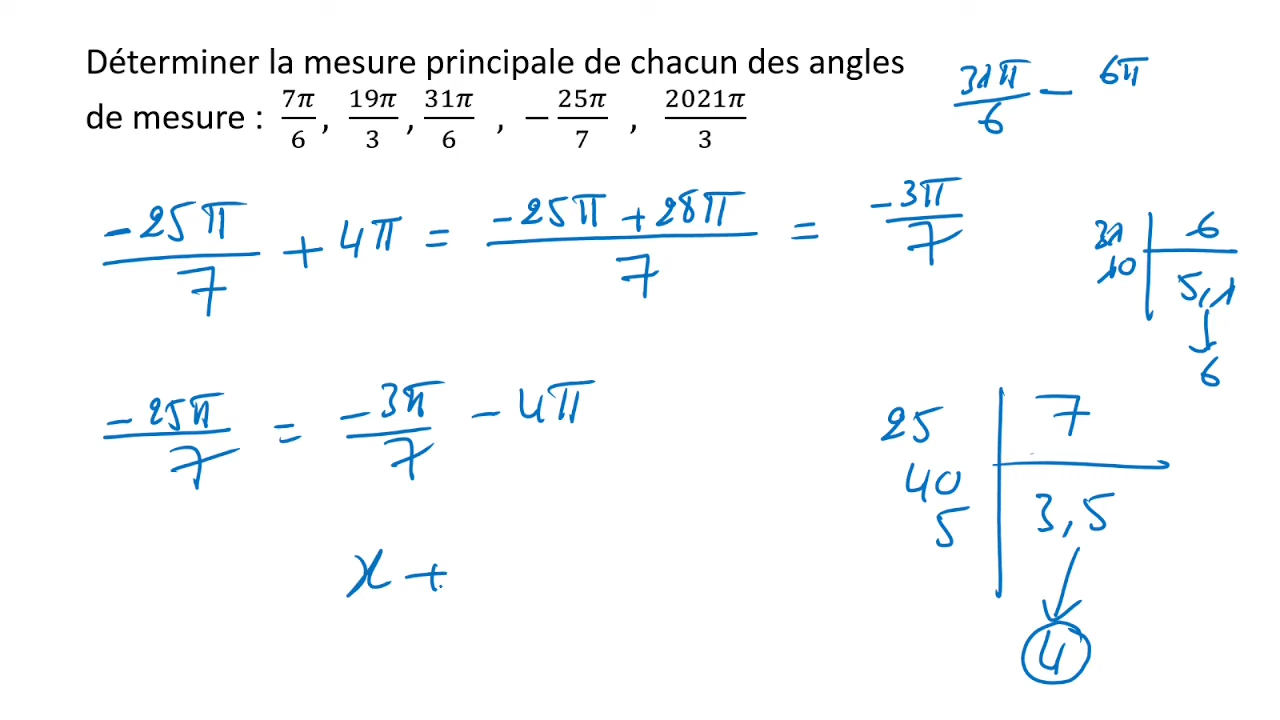 Déterminer la mesure principale de chacun des angles
de mesure : 7π/6, 19π/3, 31π/6 , −25π/7 , 2021π/3
31π/6 − 6π
−25π/7 + 4π = (−25π + 28π)/7 = −3π/7
31 | 6
10 | 5,1
6
−25π/7 = −3π/7 − 4π
25 | 7
40 | 3,5
5
4
x +